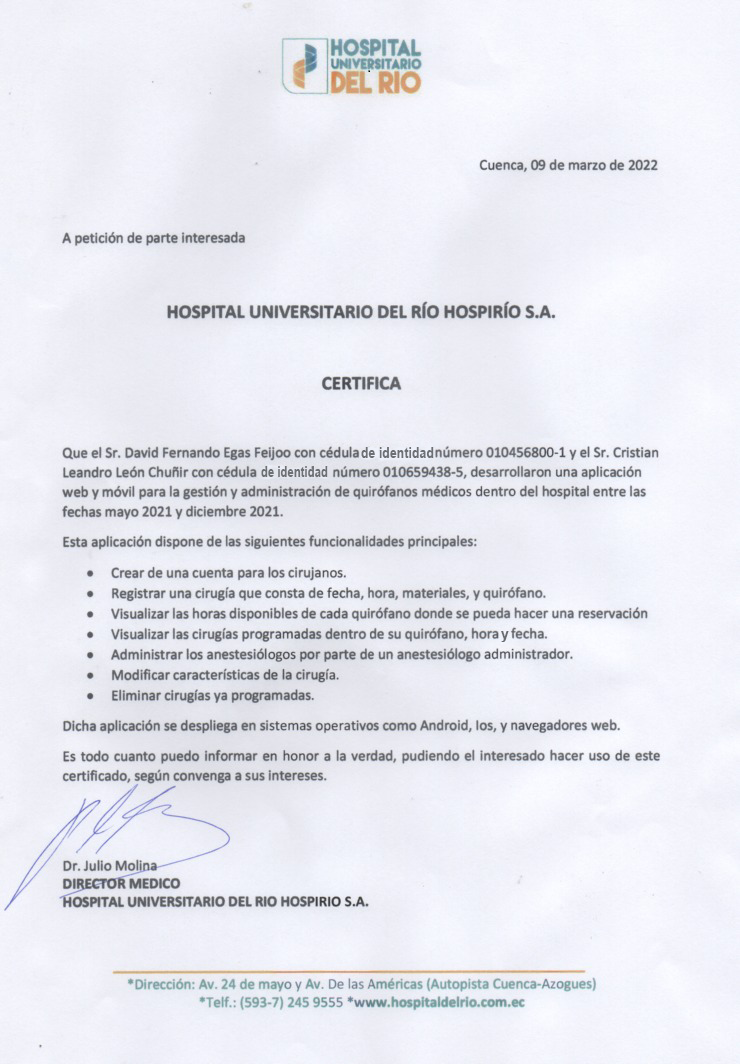 HOSPITAL
UNIVERSITARIO
DEL RIO
Cuenca, 09 de marzo de 2022
A petición de parte interesada
HOSPITAL UNIVERSITARIO DEL RÍO HOSPIRÍO S.A.
CERTIFICA
Que el Sr. David Fernando Egas Feijoo con cédula de identidad número 010456800-1 y el Sr. Cristian
Leandro León Chuñir con cédula de identidad número 010659438-5, desarrollaron una aplicación
web y móvil para la gestión y administración de quirófanos médicos dentro del hospital entre las
fechas mayo 2021 y diciembre 2021.
Esta aplicación dispone de las siguientes funcionalidades principales:
• Crear de una cuenta para los cirujanos.
• Registrar una cirugía que consta de fecha, hora, materiales, y quirófano.
• Visualizar las horas disponibles de cada quirófano donde se pueda hacer una reservación
• Visualizar las cirugías programadas dentro de su quirófano, hora y fecha.
• Administrar los anestesiólogos por parte de un anestesiólogo administrador.
• Modificar características de la cirugía.
• Eliminar cirugías ya programadas.
Dicha aplicación se despliega en sistemas operativos como Android, Ios, y navegadores web.
Es todo cuanto puedo informar en honor a la verdad, pudiendo el interesado hacer uso de este
certificado, según convenga a sus intereses.
Dr. Julio Molina
DIRECTOR MEDICO
HOSPITAL UNIVERSITARIO DEL RIO HOSPIRIO S.A.
*Dirección: Av. 24 de mayo y Av. De las Américas (Autopista Cuenca-Azogues)
*Telf.: (593-7) 245 9555 *www.hospitaldelrio.com.ec